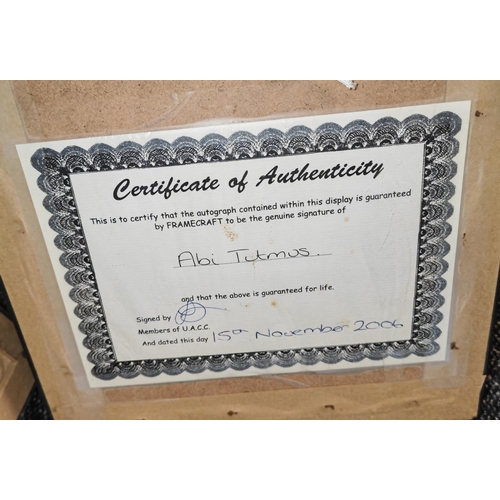 Certificate of Authenticity
This is to certify that the autograph contained within this display is guaranteed
by FRAMECRAFT to be the genuine signature of
Abi Titmus.
and that the above is guaranteed for life.
Signed by
Members of U.A.C.C.
And dated this day 15th November 2006